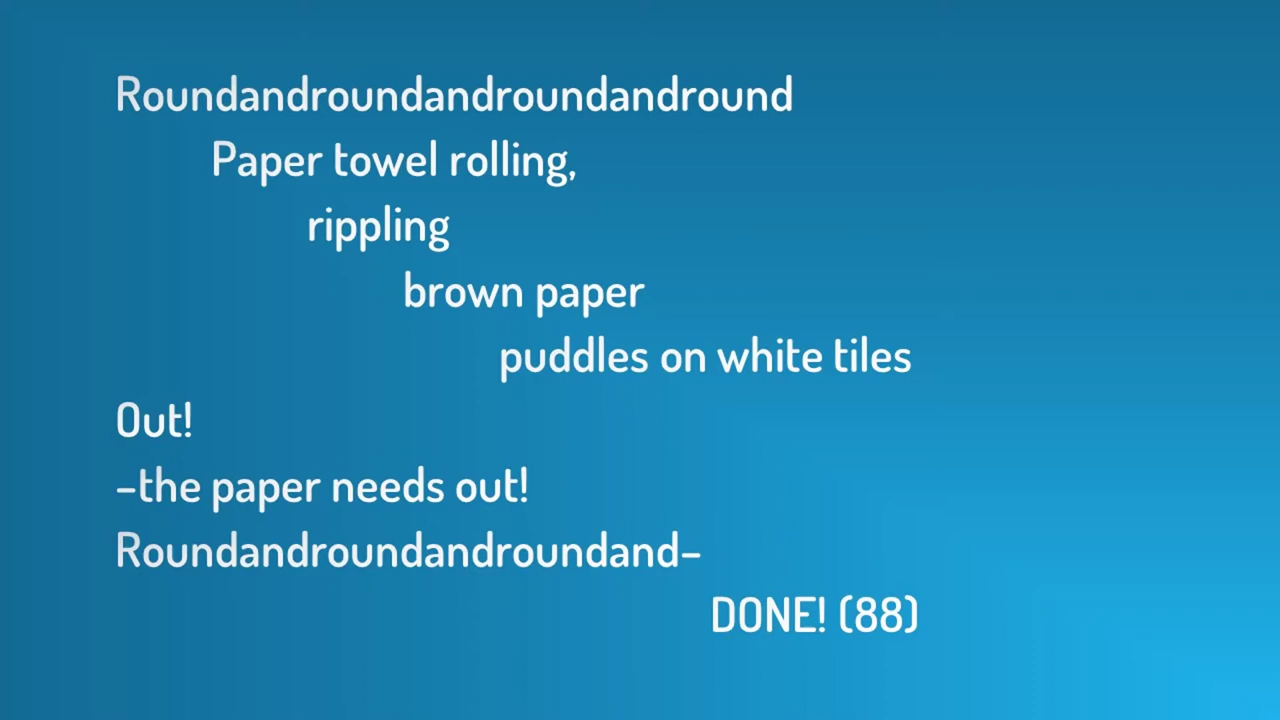 Roundandroundandroundandround
Paper towel rolling,
rippling
brown paper
puddles on white tiles
Out!
–the paper needs out!
Roundandroundandroundand–
DONE! (88)